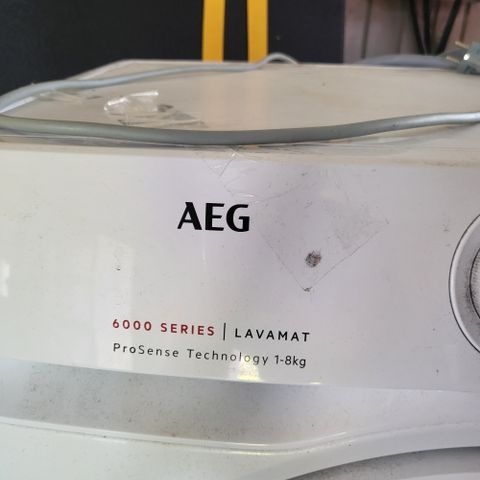 AEG
6000 SERIES | LAVAMAT
ProSense Technology 1-8kg